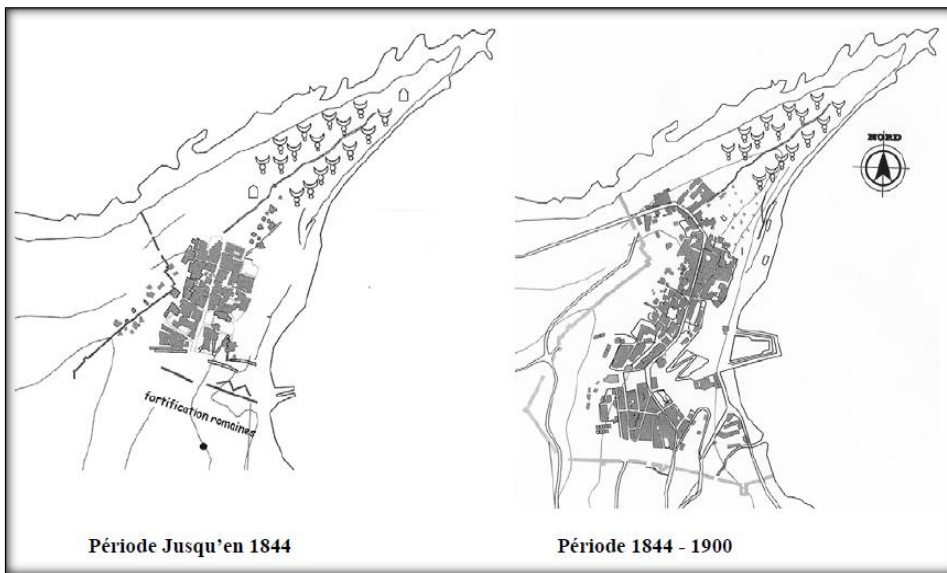 NORD
fortification romaines
Période Jusqu'en 1844
Période 1844 - 1900